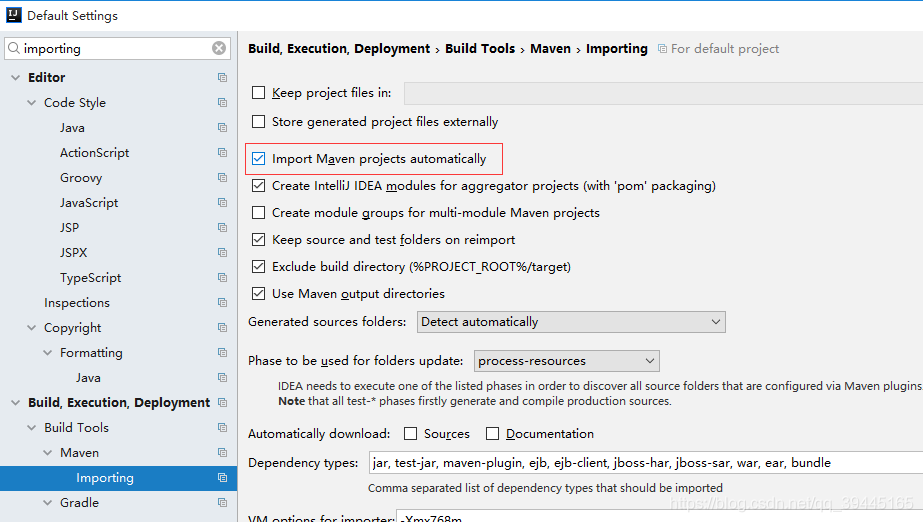 Default Settings
importing
Build, Execution, Deployment › Build Tools › Maven › Importing For default project
Editor
Code Style
Java
ActionScript
Groovy
JavaScript
JSP
JSPX
TypeScript
Inspections
Copyright
Formatting
Java
Build, Execution, Deployment
Build Tools
Maven
Importing
Gradle
Keep project files in:
Store generated project files externally
Import Maven projects automatically
Create IntelliJ IDEA modules for aggregator projects (with 'pom' packaging)
Create module groups for multi-module Maven projects
Keep source and test folders on reimport
Exclude build directory (%PROJECT_ROOT%/target)
Use Maven output directories
Generated sources folders: Detect automatically
Phase to be used for folders update: process-resources
IDEA needs to execute one of the listed phases in order to discover all source folders that are configured via Maven plugins
Note that all test-* phases firstly generate and compile production sources.
Automatically download: Sources Documentation
Dependency types: jar, test-jar, maven-plugin, ejb, ejb-client, jboss-har, jboss-sar, war, ear, bundle
Comma separated list of dependency types that should be imported
VM options for importer: -Xmx768m
https://blog.csdn.net/qq_39445165